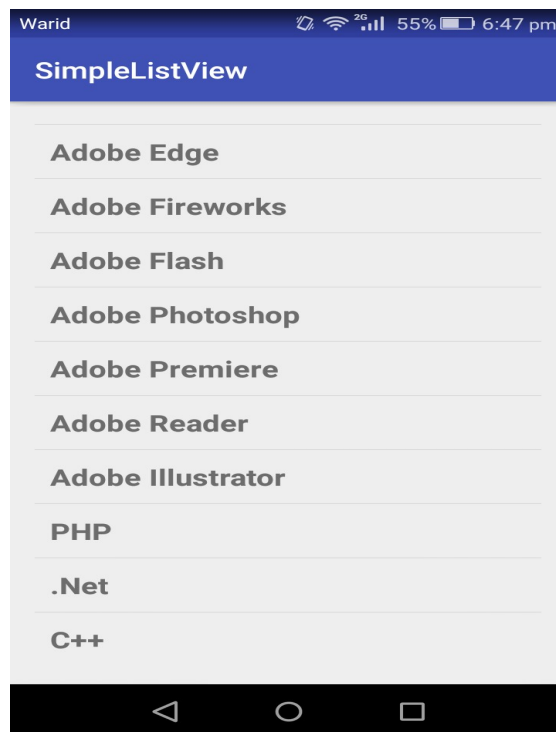 Warid 2G 55% 6:47 pm
SimpleListView
Adobe Edge
Adobe Fireworks
Adobe Flash
Adobe Photoshop
Adobe Premiere
Adobe Reader
Adobe Illustrator
PHP
.Net
C++